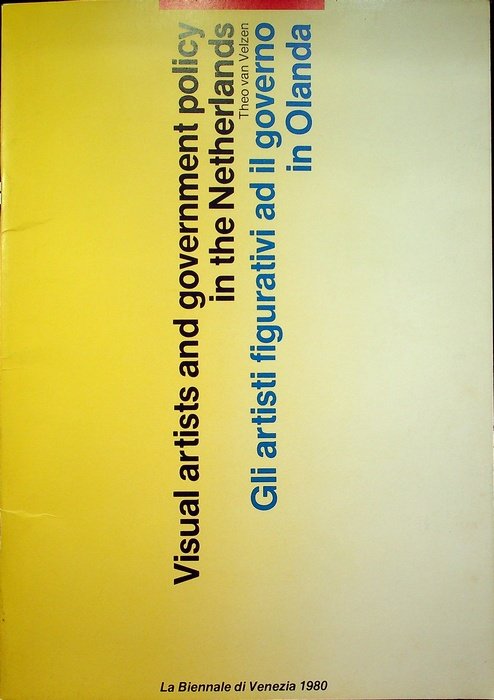 Visual artists and government policy
in the Netherlands
Theo van Velzen
Gli artisti figurativi ad il governo
in Olanda
La Biennale di Venezia 1980